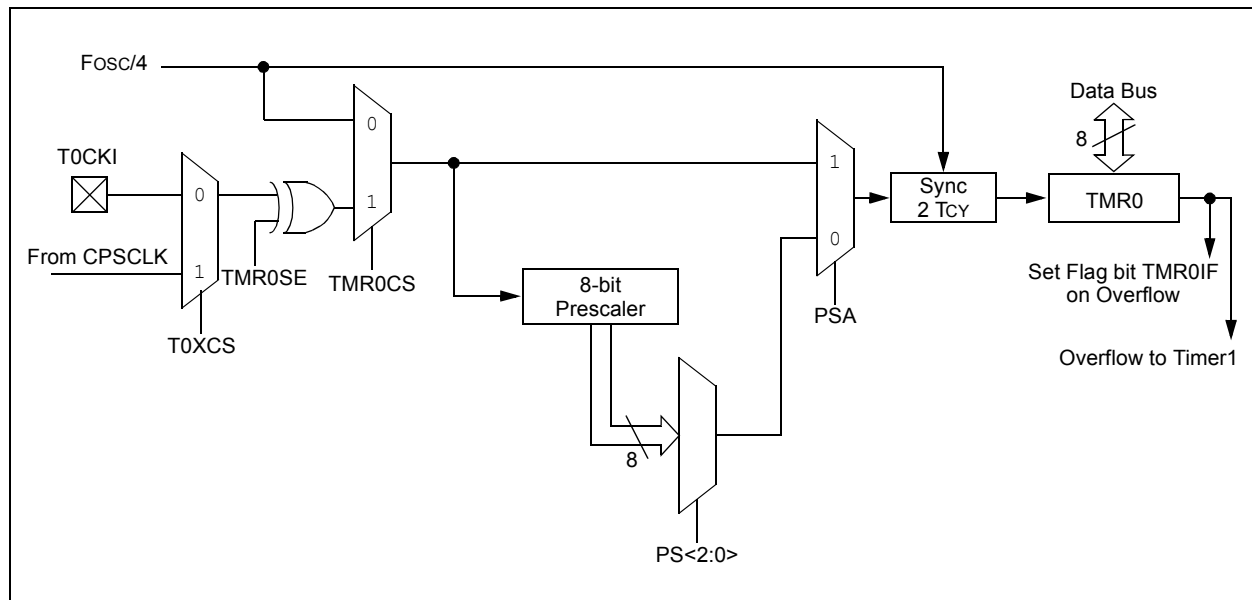 FOSC/4
T0CKI
0
1
From CPSCLK
T0XCS
TMR0SE
0
1
TMR0CS
8-bit
Prescaler
8
PS<2:0>
1
0
PSA
Sync
2 TCY
Data Bus
8
TMR0
Set Flag bit TMR0IF
on Overflow
Overflow to Timer1